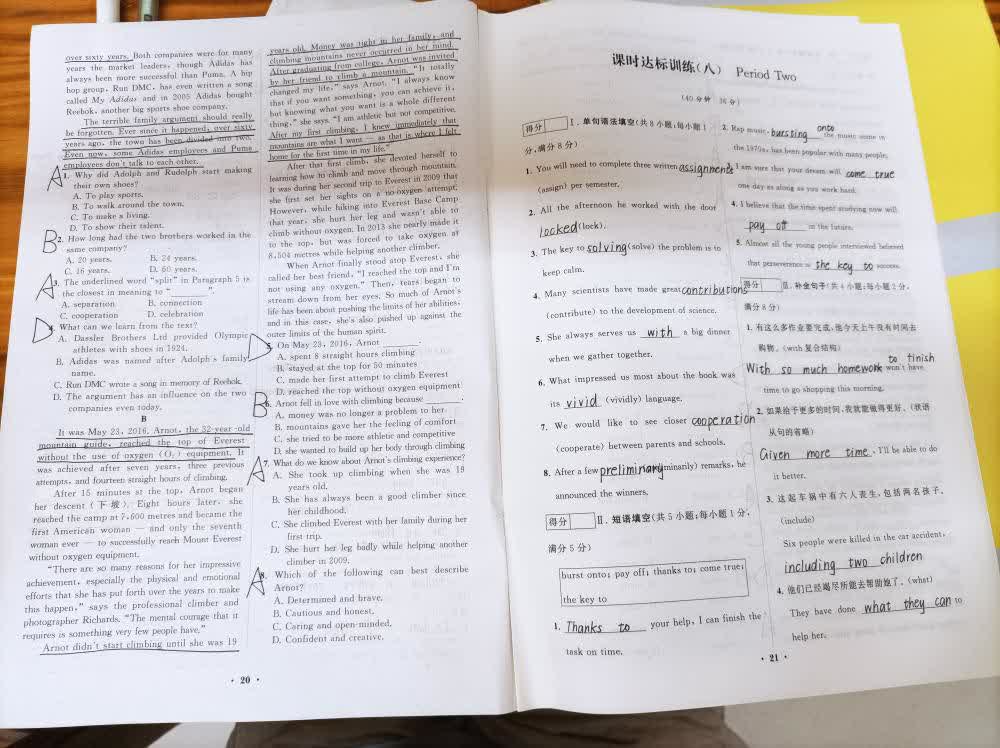 over sixty years. Both companies were for many
years the market leaders, though Adidas has
always been more successful than Puma. A hip
hop group, Run DMC, has even written a song
called My Adidas and in 2005 Adidas bought
Reebok, another big sports shoe company.
The terrible family argument should really
be forgotten. Ever since it happened, over sixty
years ago, the town has been divided into two.
Even now, some Adidas employees and Puma
employees don't talk to each other.
A
1. Why did Adolph and Rudolph start making
their own shoes?
A. To play sports.
B. To walk around the town.
C. To make a living.
D. To show their talent.
B
2. How long had the two brothers worked in the
same company?
A. 20 years. B. 24 years.
C. 16 years. D. 60 years.
A
3. The underlined word "split" in Paragraph 5 is
the closest in meaning to "________".
A. separation B. connection
C. cooperation D. celebration
D
4. What can we learn from the text?
A. Dassler Brothers Ltd provided Olympic
athletes with shoes in 1924.
B. Adidas was named after Adolph's family
name.
C. Run DMC wrote a song in memory of Reebok.
D. The argument has an influence on the two
companies even today.
B
It was May 23, 2016. Arnot, the 32-year-old
mountain guide, reached the top of Everest
without the use of oxygen (O₂) equipment. It
was achieved after seven years, three previous
attempts, and fourteen straight hours of climbing.
After 15 minutes at the top, Arnot began
her descent (下坡). Eight hours later, she
reached the camp at 7,600 metres and became the
first American woman — and only the seventh
woman ever — to successfully reach Mount Everest
without oxygen equipment.
"There are so many reasons for her impressive
achievement, especially the physical and emotional
efforts that she has put forth over the years to make
this happen," says the professional climber and
photographer Richards. "The mental courage that it
requires is something very few people have."
Arnot didn't start climbing until she was 19
years old. Money was tight in her family, and
climbing mountains never occurred in her mind.
After graduating from college, Arnot was invited
by her friend to climb a mountain. "It totally
changed my life," says Arnot. "I always know
that if you want something, you can achieve it,
but knowing what you want is a whole different
thing," she says. "I am athletic but not competitive.
After my first climbing, I knew immediately that
mountains are what I want — as that is where I felt
home for the first time in my life."
After that first climb, she devoted herself to
learning how to climb and move through mountain.
It was during her second trip to Everest in 2009 that
she first set her sights on a no-oxygen attempt.
However, while hiking into Everest Base Camp
that year, she hurt her leg and wasn't able to
climb without oxygen. In 2013 she nearly made it
to the top, but was forced to take oxygen at
8,504 metres while helping another climber.
When Arnot finally stood atop Everest, she
called her best friend. "I reached the top and I'm
not using any oxygen." Then, tears began to
stream down from her eyes. So much of Arnot's
life has been about pushing the limits of her abilities,
and in this case, she's also pushed up against the
outer limits of the human spirit.
D
5. On May 23, 2016, Arnot ________.
A. spent 8 straight hours climbing
B. stayed at the top for 50 minutes
C. made her first attempt to climb Everest
D. reached the top without oxygen equipment
B
6. Arnot fell in love with climbing because ________.
A. money was no longer a problem to her
B. mountains gave her the feeling of comfort
C. she tried to be more athletic and competitive
D. she wanted to build up her body through climbing
A
7. What do we know about Arnot's climbing experience?
A. She took up climbing when she was 19
years old.
B. She has always been a good climber since
her childhood.
C. She climbed Everest with her family during her
first trip.
D. She hurt her leg badly while helping another
climber in 2009.
A
8. Which of the following can best describe
Arnot?
A. Determined and brave.
B. Cautious and honest.
C. Caring and open-minded.
D. Confident and creative.
· 20 ·
课时达标训练(八) Period Two
(40分钟 36分)
得分 Ⅰ. 单句语法填空(共8小题;每小题1
分,满分8分)
1. You will need to complete three written assignments
(assign) per semester.
2. All the afternoon he worked with the door
locked (lock).
3. The key to solving (solve) the problem is to
keep calm.
4. Many scientists have made great contributions
(contribute) to the development of science.
5. She always serves us with a big dinner
when we gather together.
6. What impressed us most about the book was
its vivid (vividly) language.
7. We would like to see closer cooperation
(cooperate) between parents and schools.
8. After a few preliminary minanly) remarks, he
announced the winners.
得分 Ⅱ. 短语填空(共5小题;每小题1分,
满分5分)
burst onto; pay off; thanks to; come true;
the key to
1. Thanks to your help, I can finish the
task on time.
2. Rap music, bursting onto the music scene in
the 1970s, has been popular with many people.
3. I am sure that your dream will come true
one day as along as you work hard.
4. I believe that the time spent studying now will
pay off in the future.
5. Almost all the young people interviewed believed
that perseverance is the key to success.
得分 Ⅲ. 补全句子(共4小题;每小题2分,
满分8分)
1. 有这么多作业要完成,他今天上午没有时间去
购物。(with复合结构)
With so much homework to finish won't have
time to go shopping this morning.
2. 如果给予更多的时间,我就能做得更好。(状语
从句的省略)
Given more time, I'll be able to do
it better.
3. 这起车祸中有六人丧生,包括两名孩子。
(include)
Six people were killed in the car accident,
including two children
4. 他们已经竭尽所能去帮助她了。(what)
They have done what they can to
help her.
· 21 ·